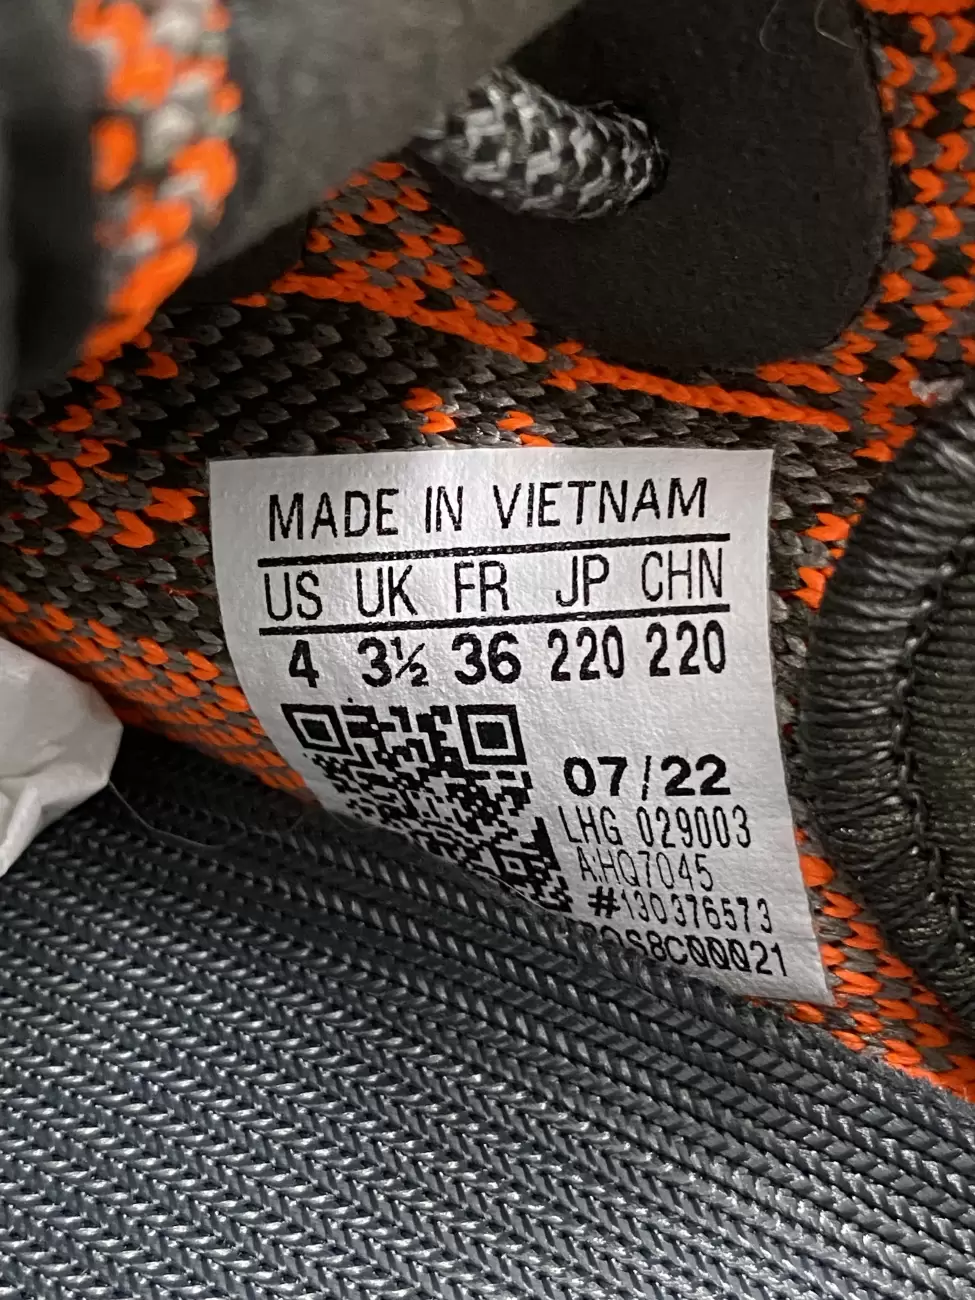 MADE IN VIETNAM
US UK FR JP CHN
4 3½ 36 220 220
07/22
LHG 029003
A:HQ7045
#130376573